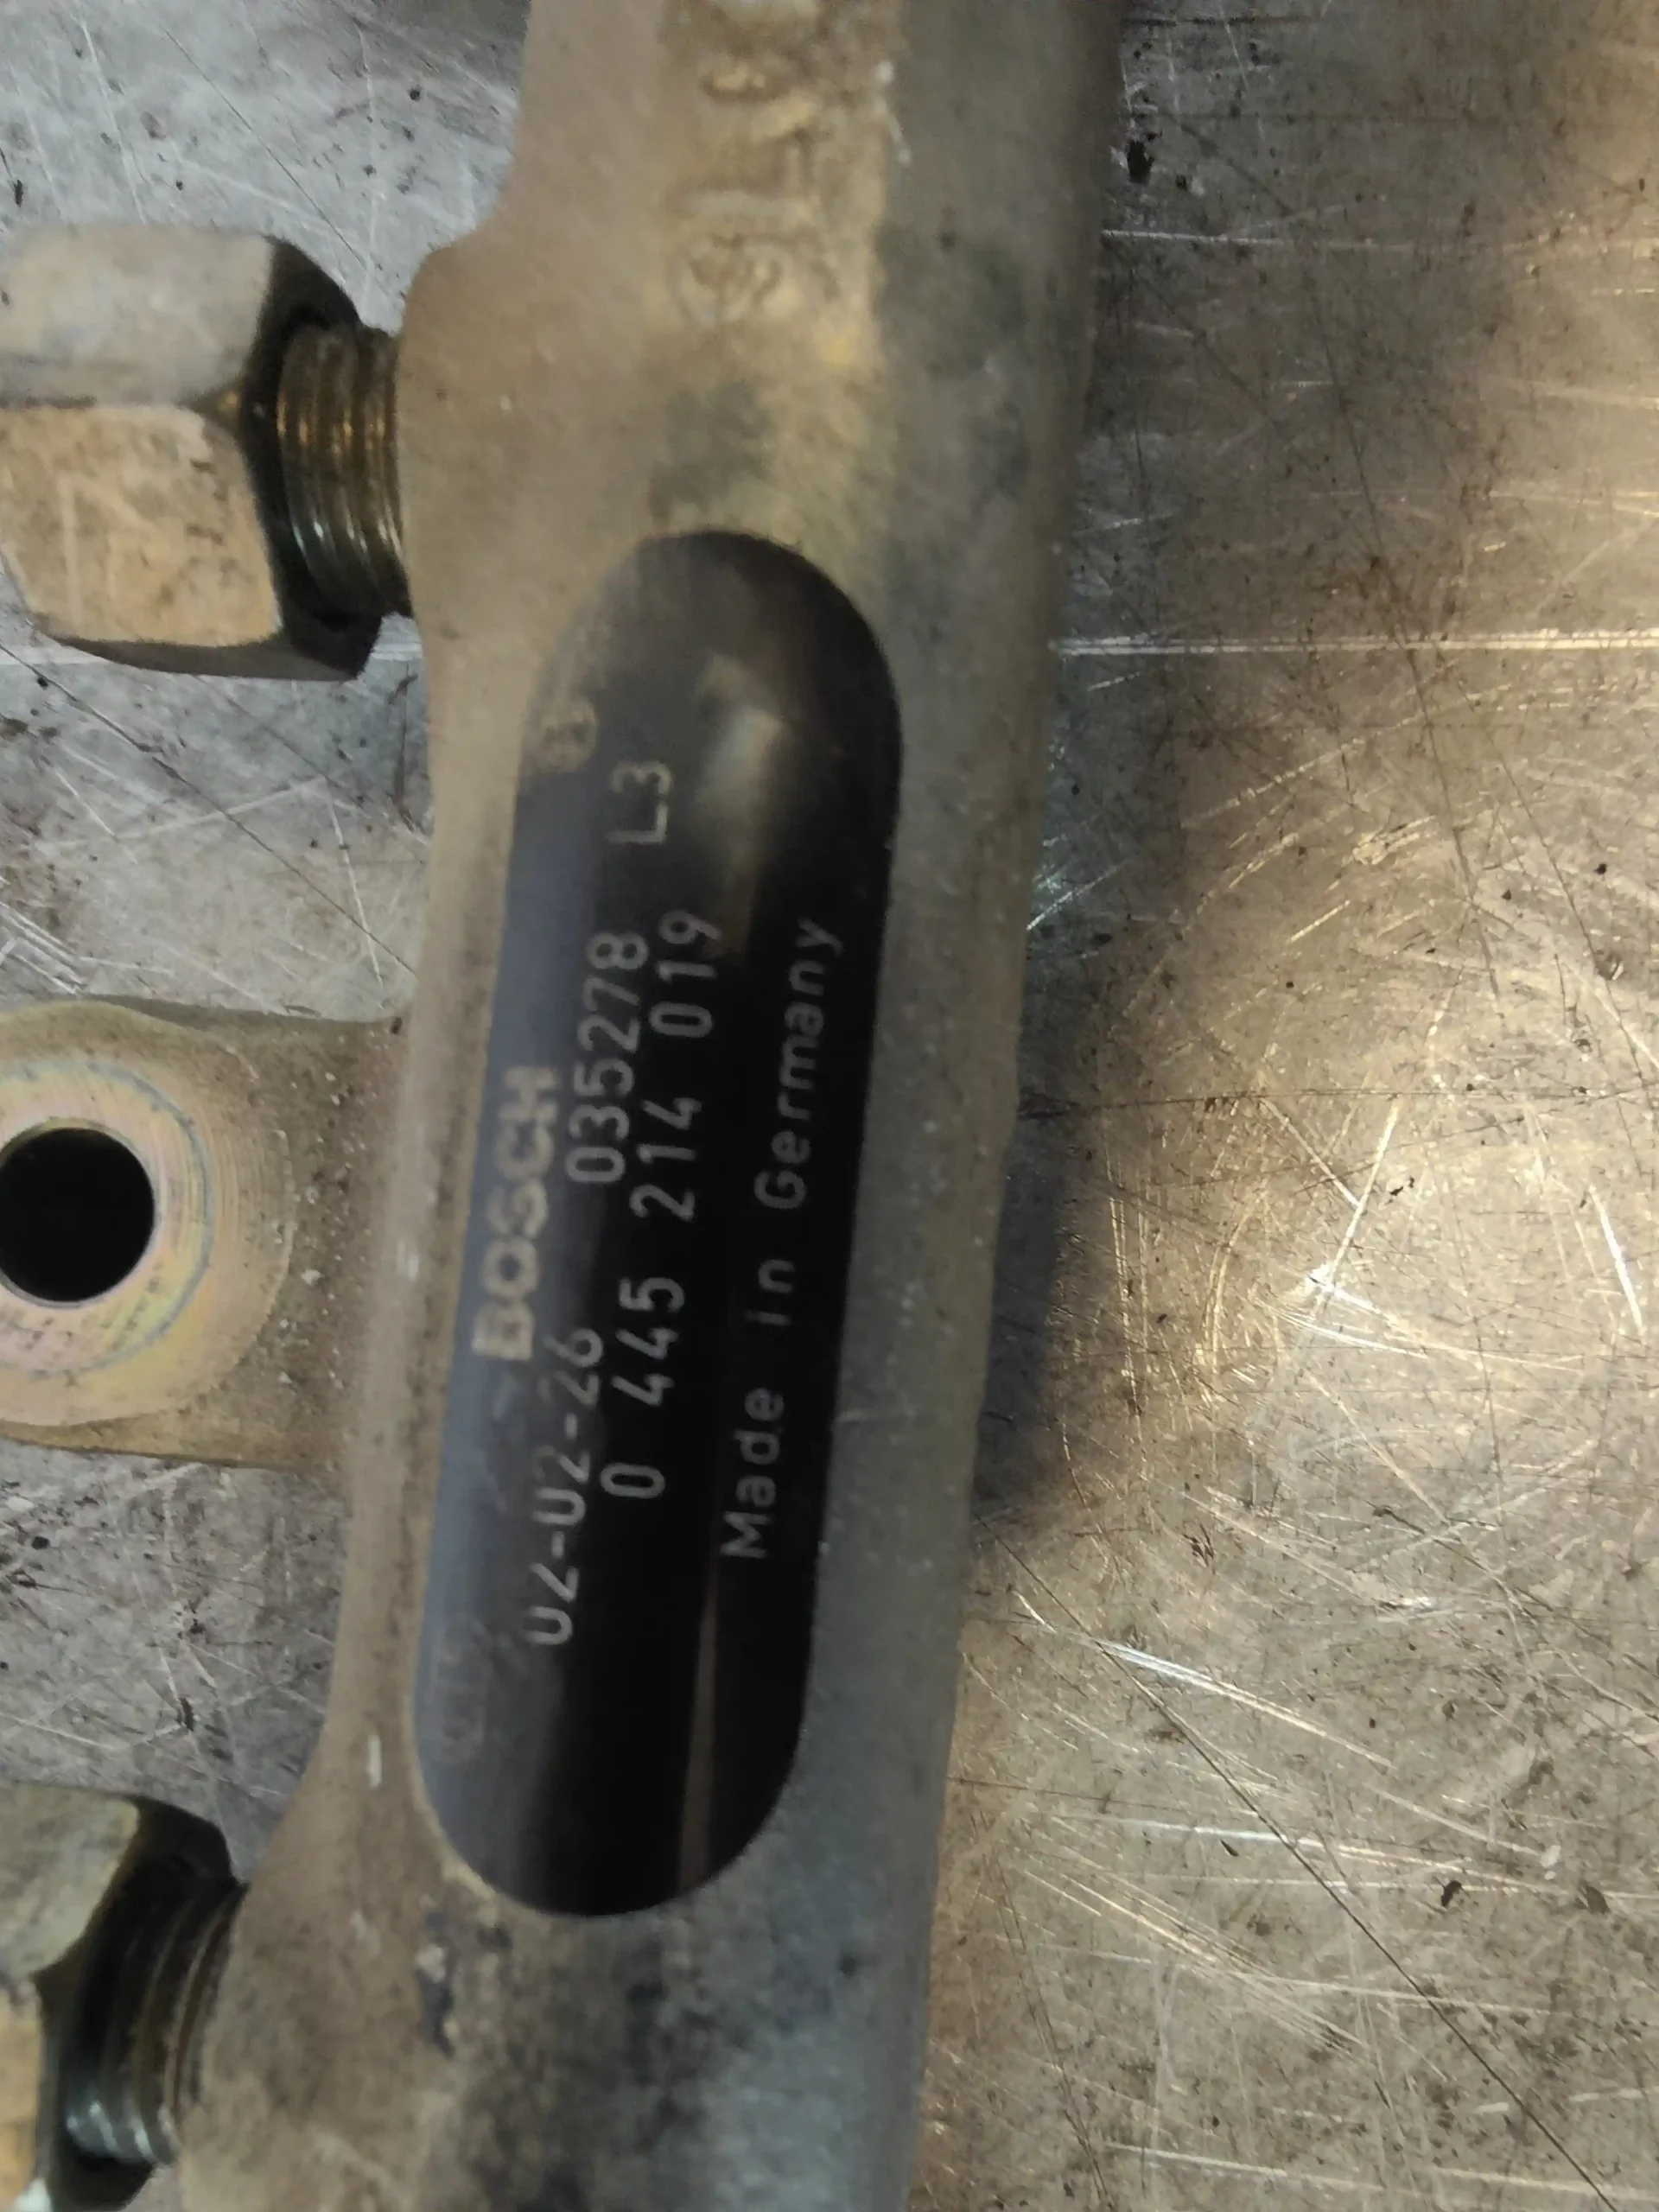 BOSCH
02-02-26 035278 L3
0 445 214 019
Made in Germany